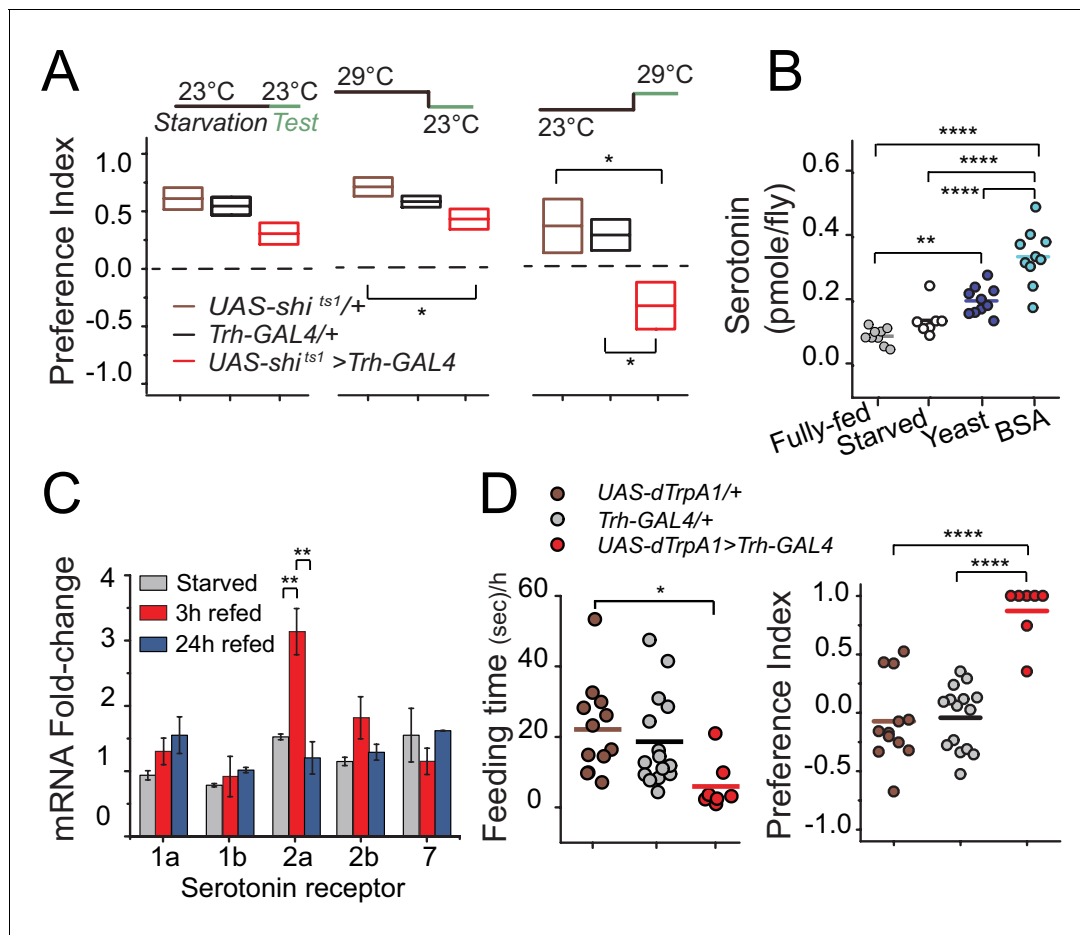 A
23°C 23°C
Starvation Test
29°C
23°C
29°C
23°C
Preference Index
1.0
0.5
0
-0.5
-1.0
*
*
*
UAS-shi ts1/+
Trh-GAL4/+
UAS-shi ts1 >Trh-GAL4
B
Serotonin
(pmole/fly)
0.6
0.4
0.2
0.0
****
****
****
**
Fully-fed
Starved
Yeast
BSA
C
mRNA Fold-change
4
3
2
1
0
Starved
3h refed
24h refed
**
**
1a 1b 2a 2b 7
Serotonin receptor
D
UAS-dTrpA1/+
Trh-GAL4/+
UAS-dTrpA1>Trh-GAL4
Feeding time (sec)/h
60
40
20
0
*
Preference Index
1.0
0.5
0.0
-0.5
-1.0
****
****